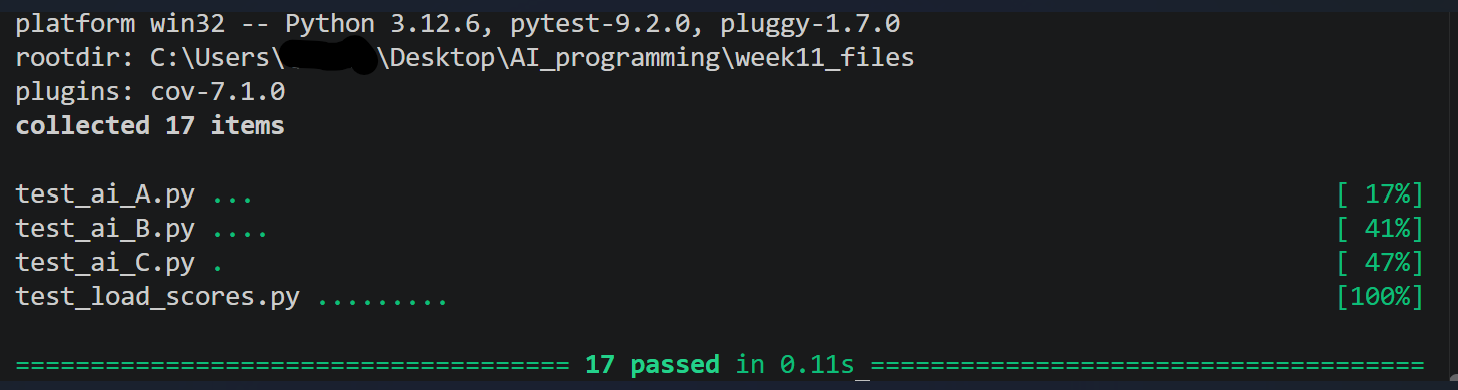 platform win32 -- Python 3.12.6, pytest-9.2.0, pluggy-1.7.0
rootdir: C:\Users\ \Desktop\AI_programming\week11_files
plugins: cov-7.1.0
collected 17 items
test_ai_A.py ... [ 17%]
test_ai_B.py .... [ 41%]
test_ai_C.py . [ 47%]
test_load_scores.py ......... [100%]
===================================== 17 passed in 0.11s_=====================================